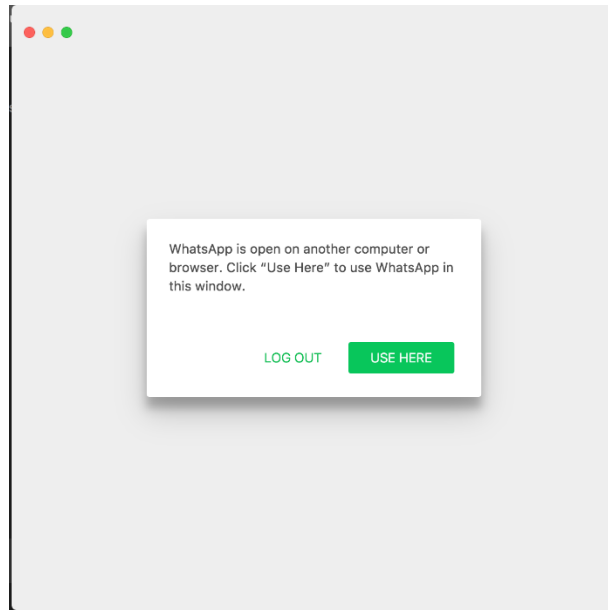 WhatsApp is open on another computer or
browser. Click “Use Here” to use WhatsApp in
this window.
LOG OUT
USE HERE